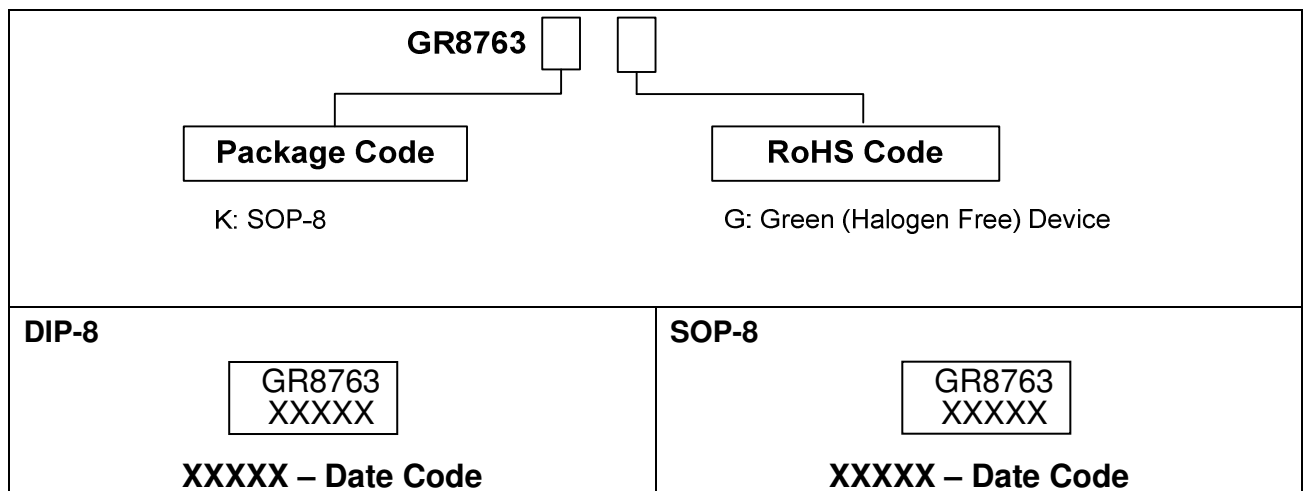 GR8763
Package Code
RoHS Code
K: SOP-8
G: Green (Halogen Free) Device
DIP-8
GR8763
XXXXX
XXXXX – Date Code
SOP-8
GR8763
XXXXX
XXXXX – Date Code